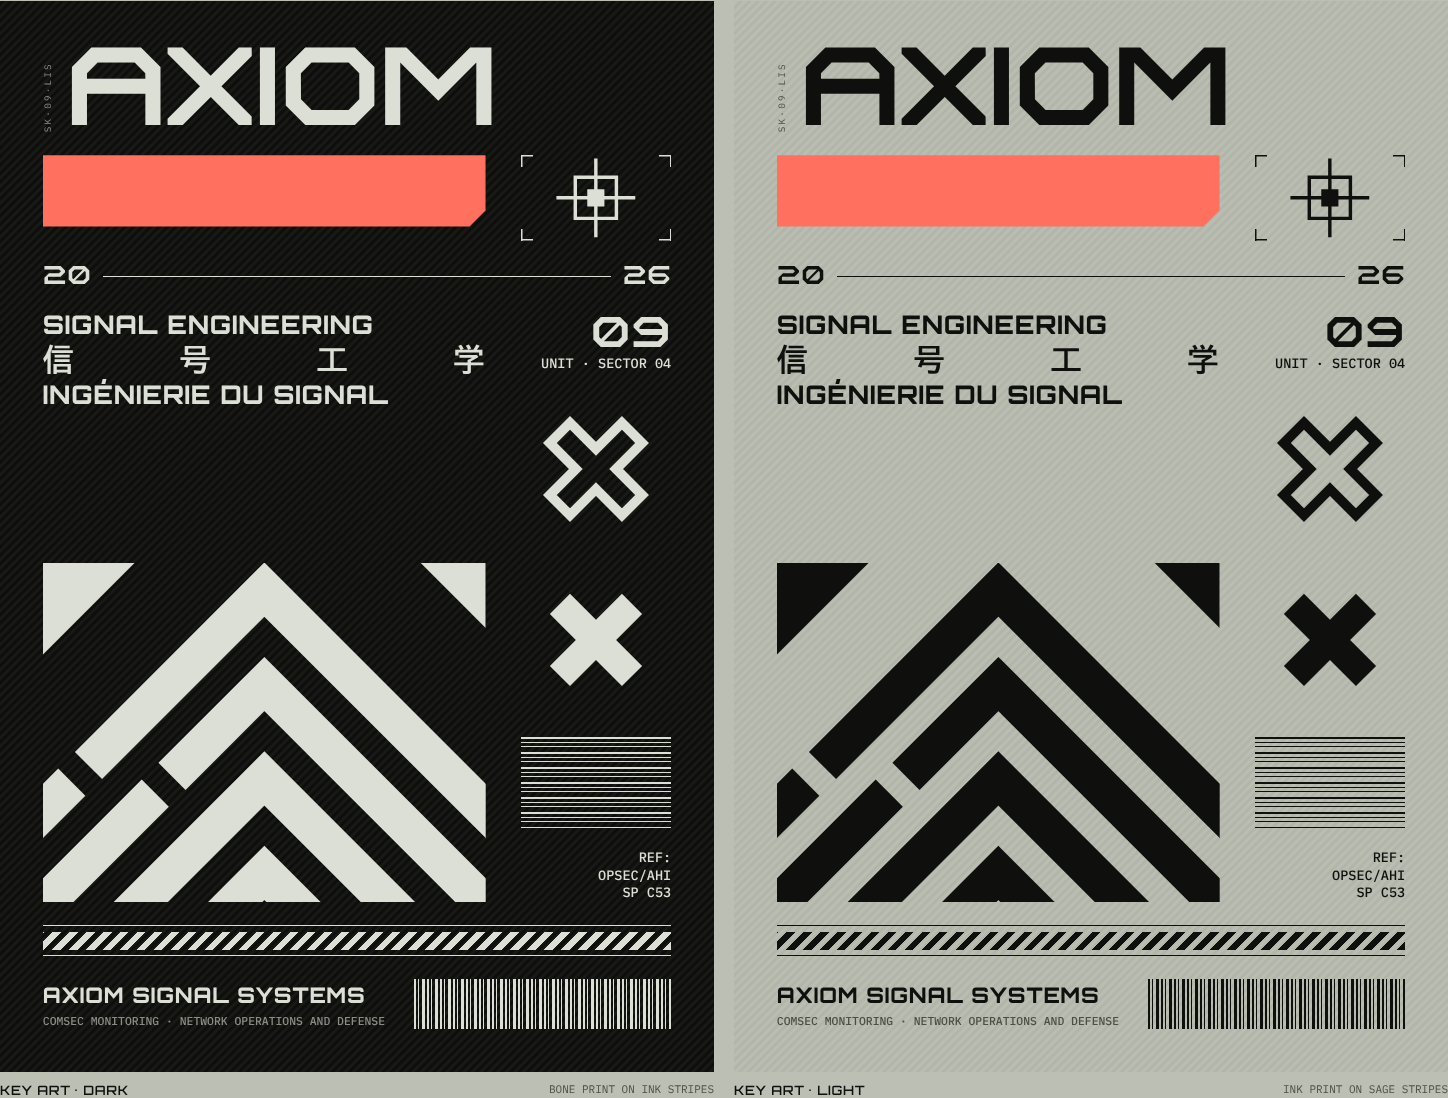 SK·09·LIS
AXIOM
20 26
SIGNAL ENGINEERING
信号工学
INGÉNIERIE DU SIGNAL
09
UNIT · SECTOR 04
REF:
OPSEC/AHI
SP C53
AXIOM SIGNAL SYSTEMS
COMSEC MONITORING · NETWORK OPERATIONS AND DEFENSE
KEY ART · DARK
BONE PRINT ON INK STRIPES
SK·09·LIS
AXIOM
20 26
SIGNAL ENGINEERING
信号工学
INGÉNIERIE DU SIGNAL
09
UNIT · SECTOR 04
REF:
OPSEC/AHI
SP C53
AXIOM SIGNAL SYSTEMS
COMSEC MONITORING · NETWORK OPERATIONS AND DEFENSE
KEY ART · LIGHT
INK PRINT ON SAGE STRIPES